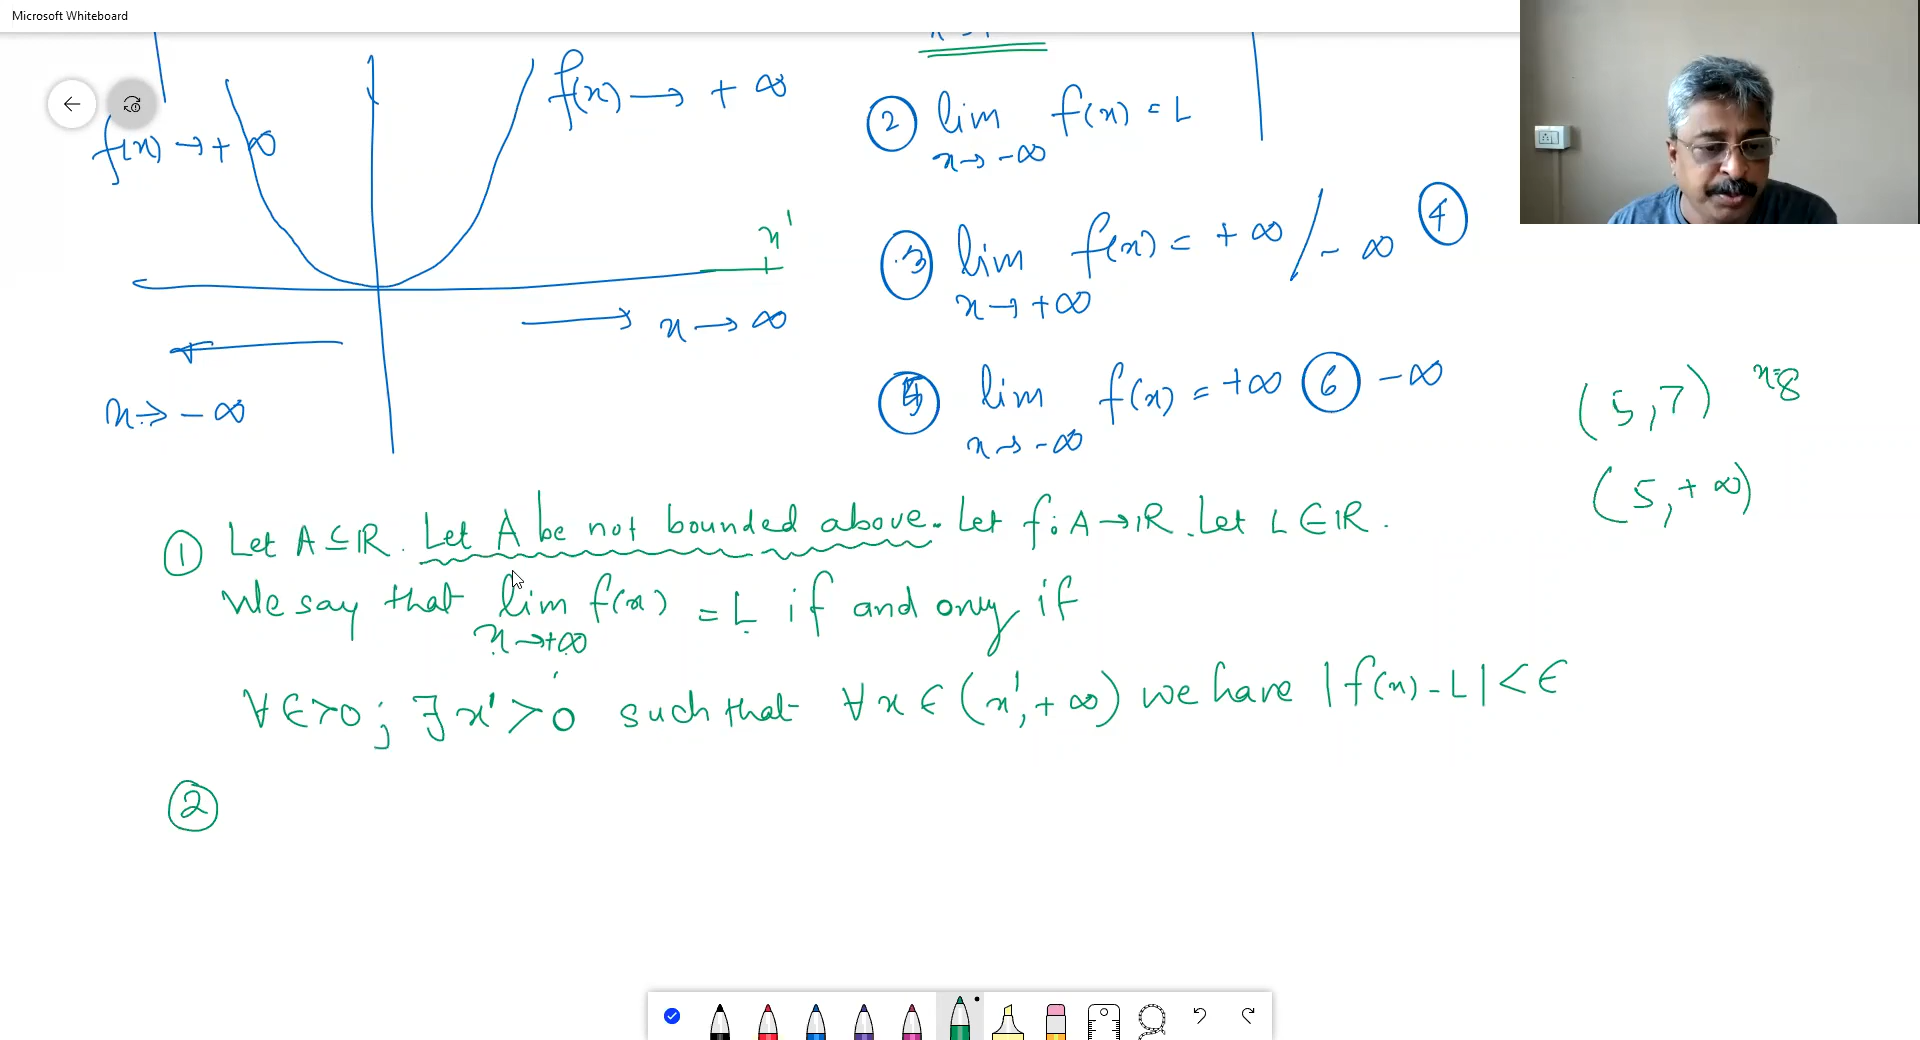 Microsoft Whiteboard
f(x) → + ∞
f(x) → + ∞
x'
x → ∞
x → - ∞
② lim f(x) = L
x → -∞
③ lim f(x) = + ∞ / - ∞ ④
x → +∞
⑤ lim f(x) = +∞ ⑥ -∞
x → -∞
(5,7) x=8
(5,+∞)
① Let A ⊆ ℝ. Let A be not bounded above. Let f: A → ℝ. Let L ∈ ℝ.
We say that lim f(x) = L if and only if
x → +∞
∀ ∈ > 0; ∃ x' > 0 such that ∀ x ∈ (x', +∞) we have |f(x) - L| < ∈
②